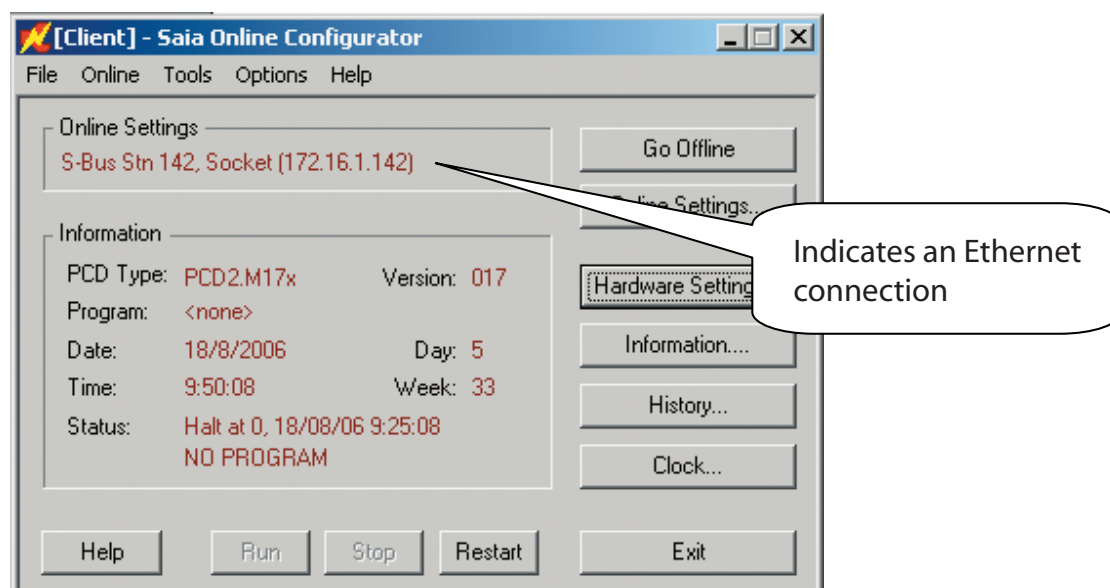 [Client] - Saia Online Configurator
File Online Tools Options Help
Online Settings
S-Bus Stn 142, Socket (172.16.1.142)
Go Offline
Settings..
Indicates an Ethernet
connection
Information
PCD Type: PCD2.M17x Version: 017
Hardware Setting
Program: <none>
Date: 18/8/2006 Day: 5
Information....
Time: 9:50:08 Week: 33
History...
Status: Halt at 0, 18/08/06 9:25:08
NO PROGRAM
Clock...
Help Run Stop Restart Exit